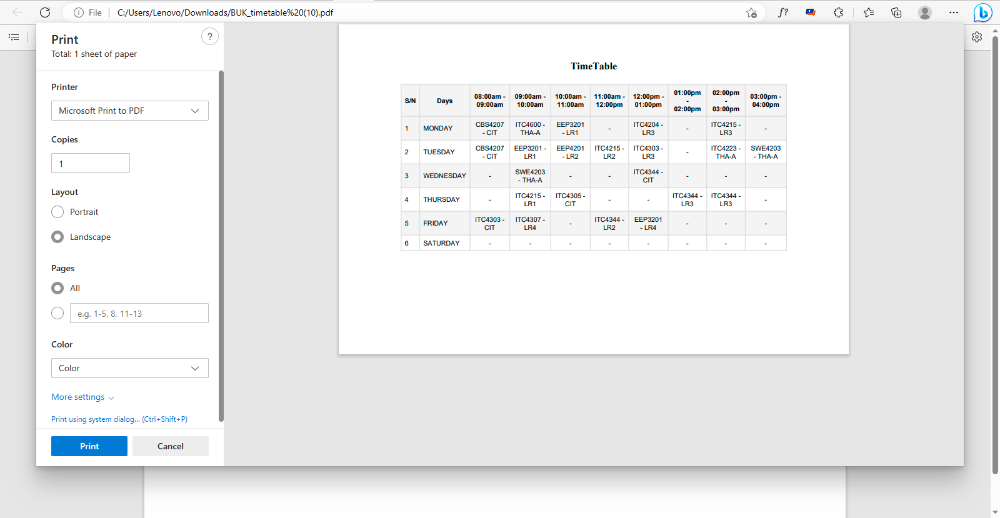 File C:/Users/Lenovo/Downloads/BUK_timetable%20(10).pdf
Print
Total: 1 sheet of paper
?
Printer
Microsoft Print to PDF
Copies
1
Layout
Portrait
Landscape
Pages
All
e.g. 1-5, 8, 11-13
Color
Color
More settings
Print using system dialog... (Ctrl+Shift+P)
Print Cancel
TimeTable
S/N Days 08:00am - 09:00am 09:00am - 10:00am 10:00am - 11:00am 11:00am - 12:00pm 12:00pm - 01:00pm 01:00pm - 02:00pm 02:00pm - 03:00pm 03:00pm - 04:00pm
1 MONDAY CBS4207 - CIT ITC4600 - THA-A EEP3201 - LR1 - ITC4204 - LR3 - ITC4215 - LR3 -
2 TUESDAY CBS4207 - CIT EEP3201 - LR1 EEP4201 - LR2 ITC4215 - LR2 ITC4303 - LR3 - ITC4223 - THA-A SWE4203 - THA-A
3 WEDNESDAY - SWE4203 - THA-A - - ITC4344 - CIT - - -
4 THURSDAY - ITC4215 - LR1 ITC4305 - CIT - - ITC4344 - LR3 ITC4344 - LR3 -
5 FRIDAY ITC4303 - CIT ITC4307 - LR4 - ITC4344 - LR2 EEP3201 - LR4 - - -
6 SATURDAY - - - - - - - -